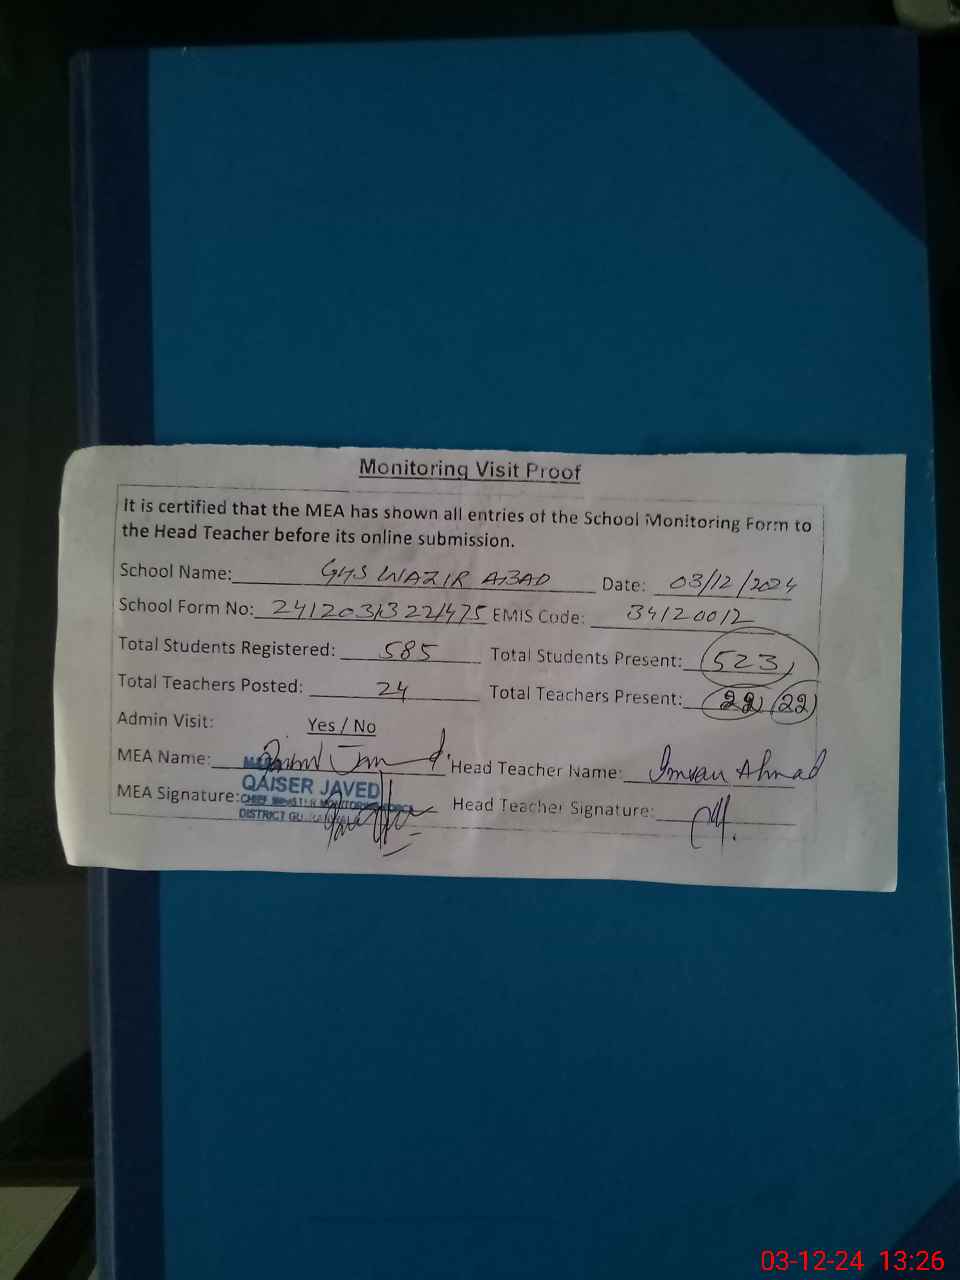 Monitoring Visit Proof
It is certified that the MEA has shown all entries of the School Monitoring Form to
the Head Teacher before its online submission.
School Name: GHS WAZIR ABAD Date: 03/12/2024
School Form No: EMIS Code: 34120012
Total Students Registered: 585 Total Students Present: 523
Total Teachers Posted: 24 Total Teachers Present: 22 22
Admin Visit: Yes / No
MEA Name: Head Teacher Name: Imran Ahmad
QAISER JAVED
MEA Signature: Head Teacher Signature:
DISTRICT
03-12-24 13:26